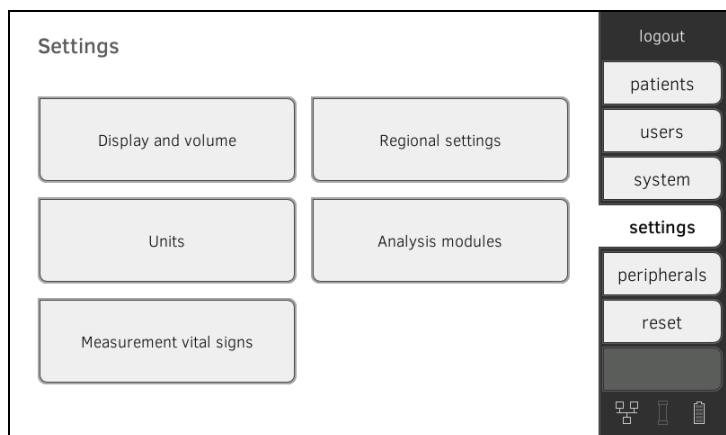 Settings
Display and volume
Regional settings
Units
Analysis modules
Measurement vital signs
logout
patients
users
system
settings
peripherals
reset